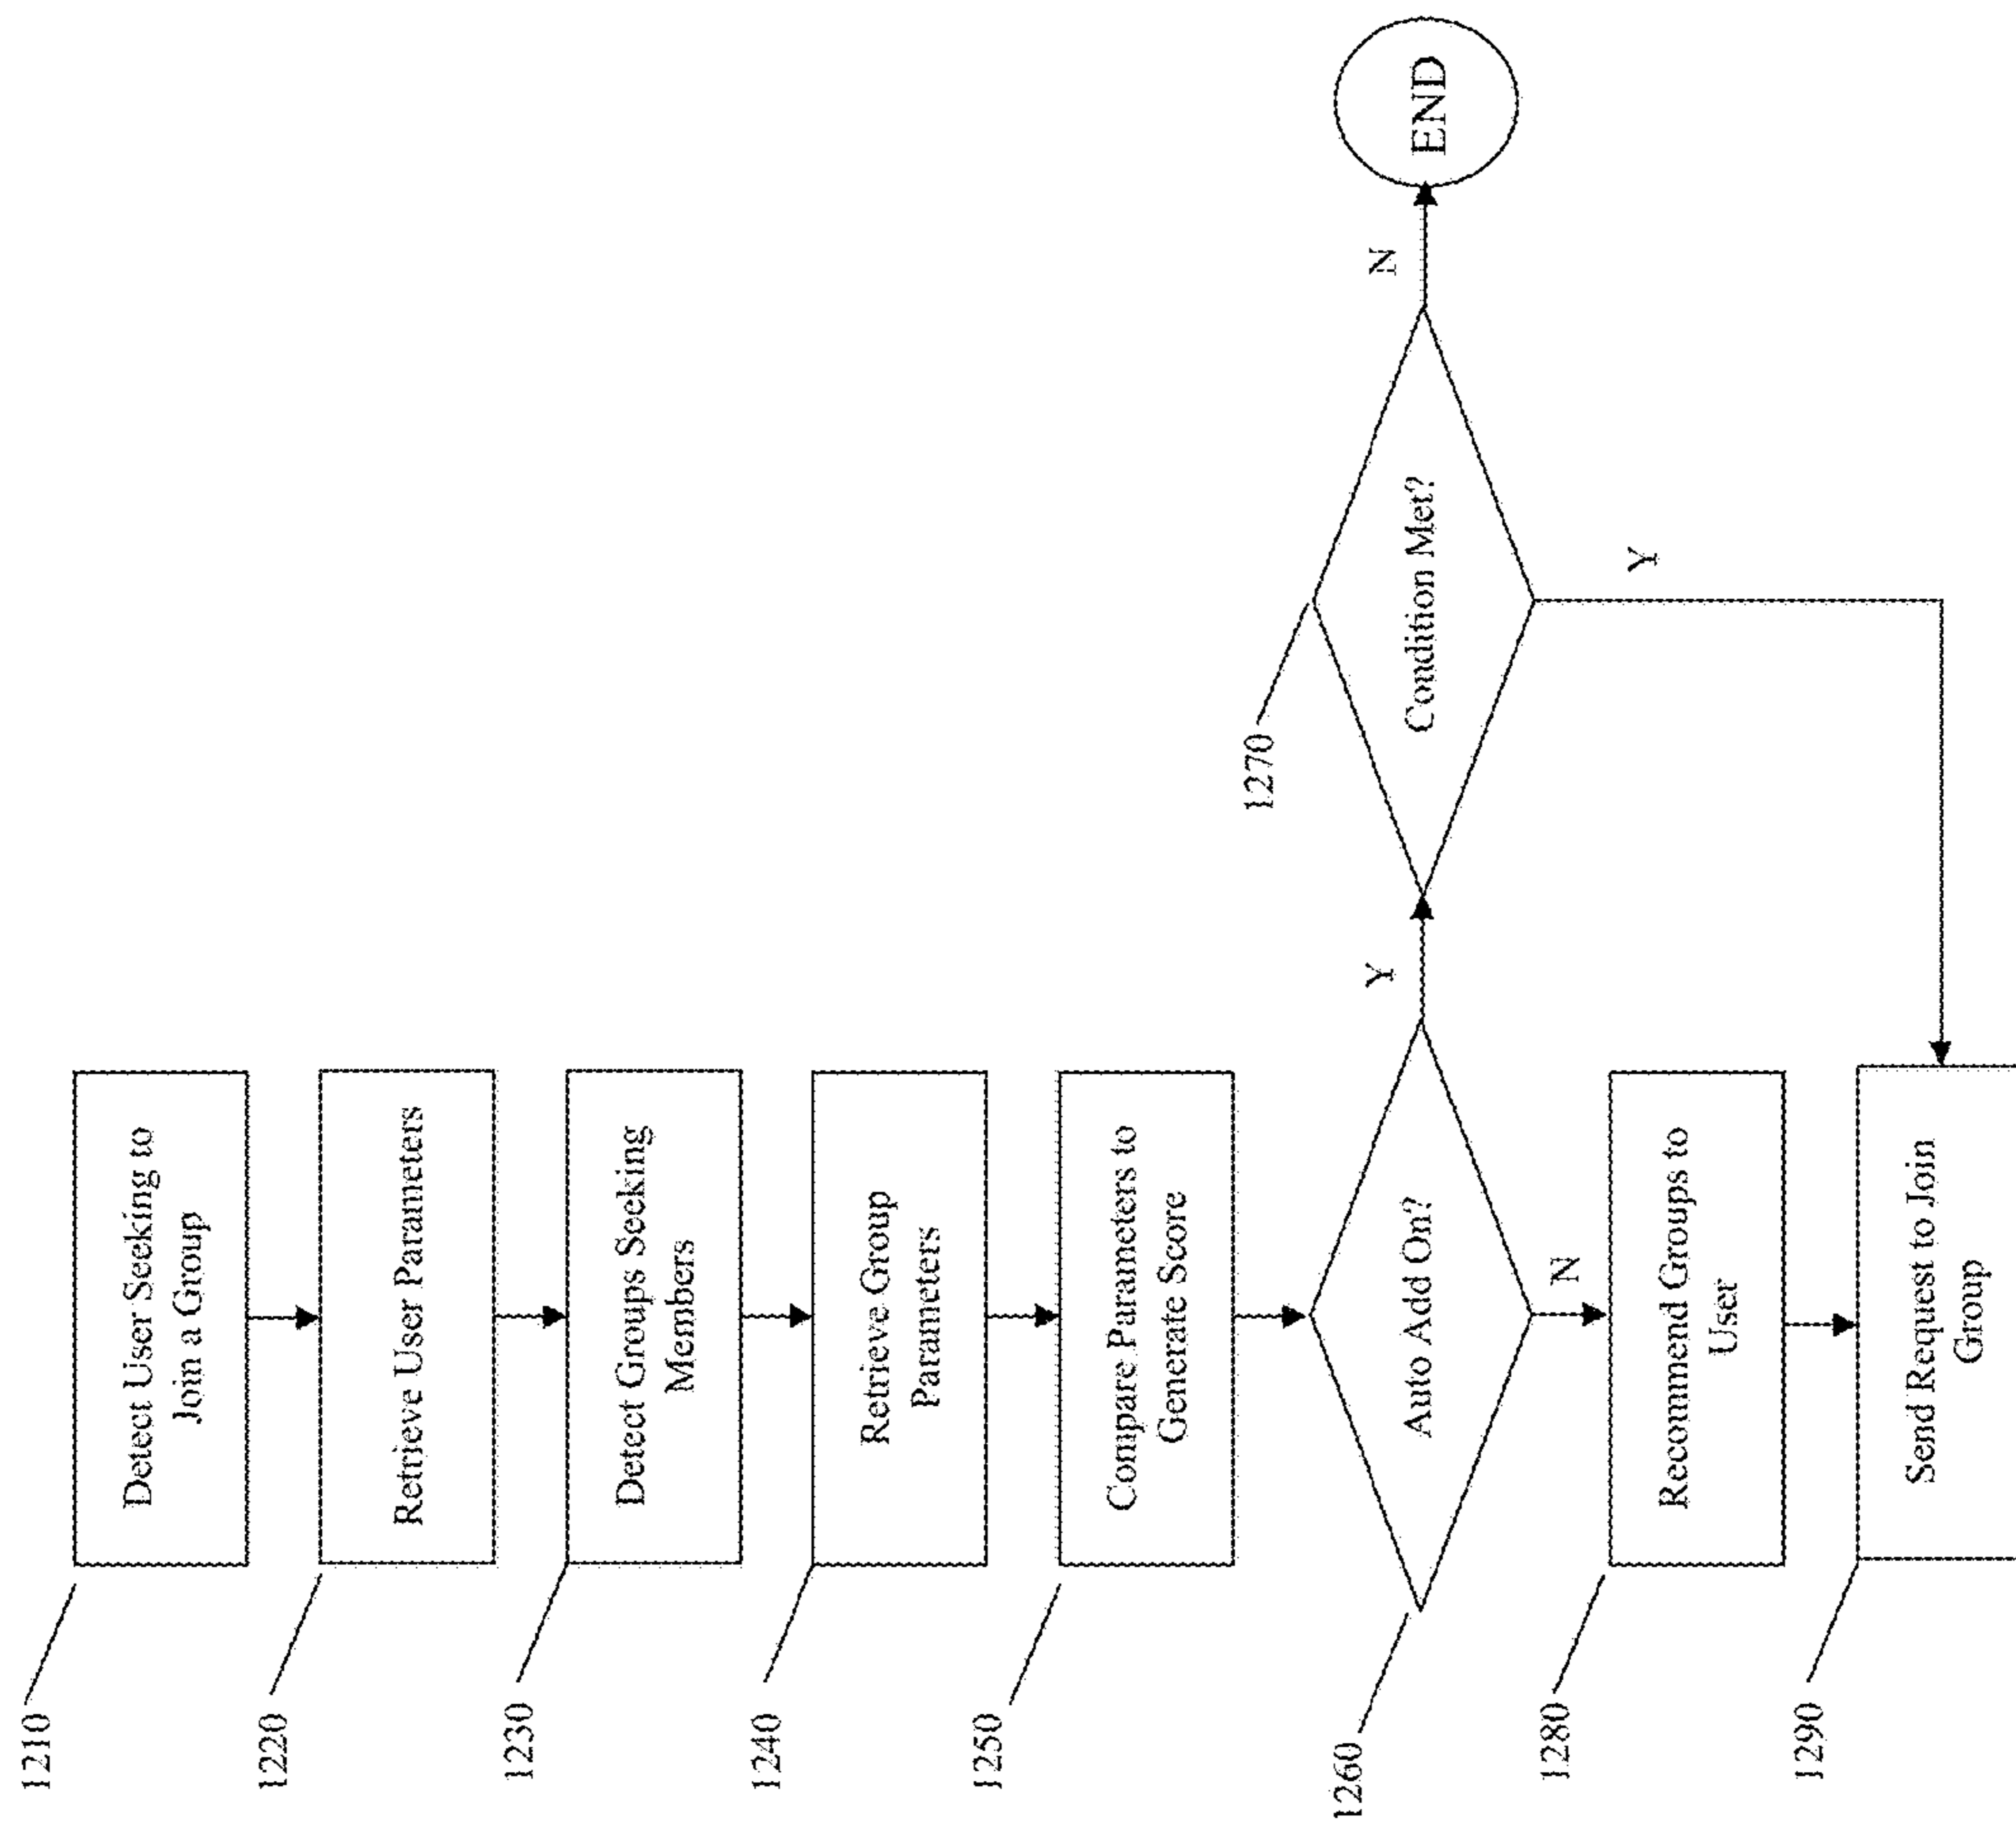 1210
Detect User Seeking to
Join a Group
1220
Retrieve User Parameters
1230
Detect Groups Seeking
Members
1240
Retrieve Group
Parameters
1250
Compare Parameters to
Generate Score
1260
Auto Add On?
Y
1270
Condition Met?
N
END
N
Y
1280
Recommend Groups to
User
1290
Send Request to Join
Group